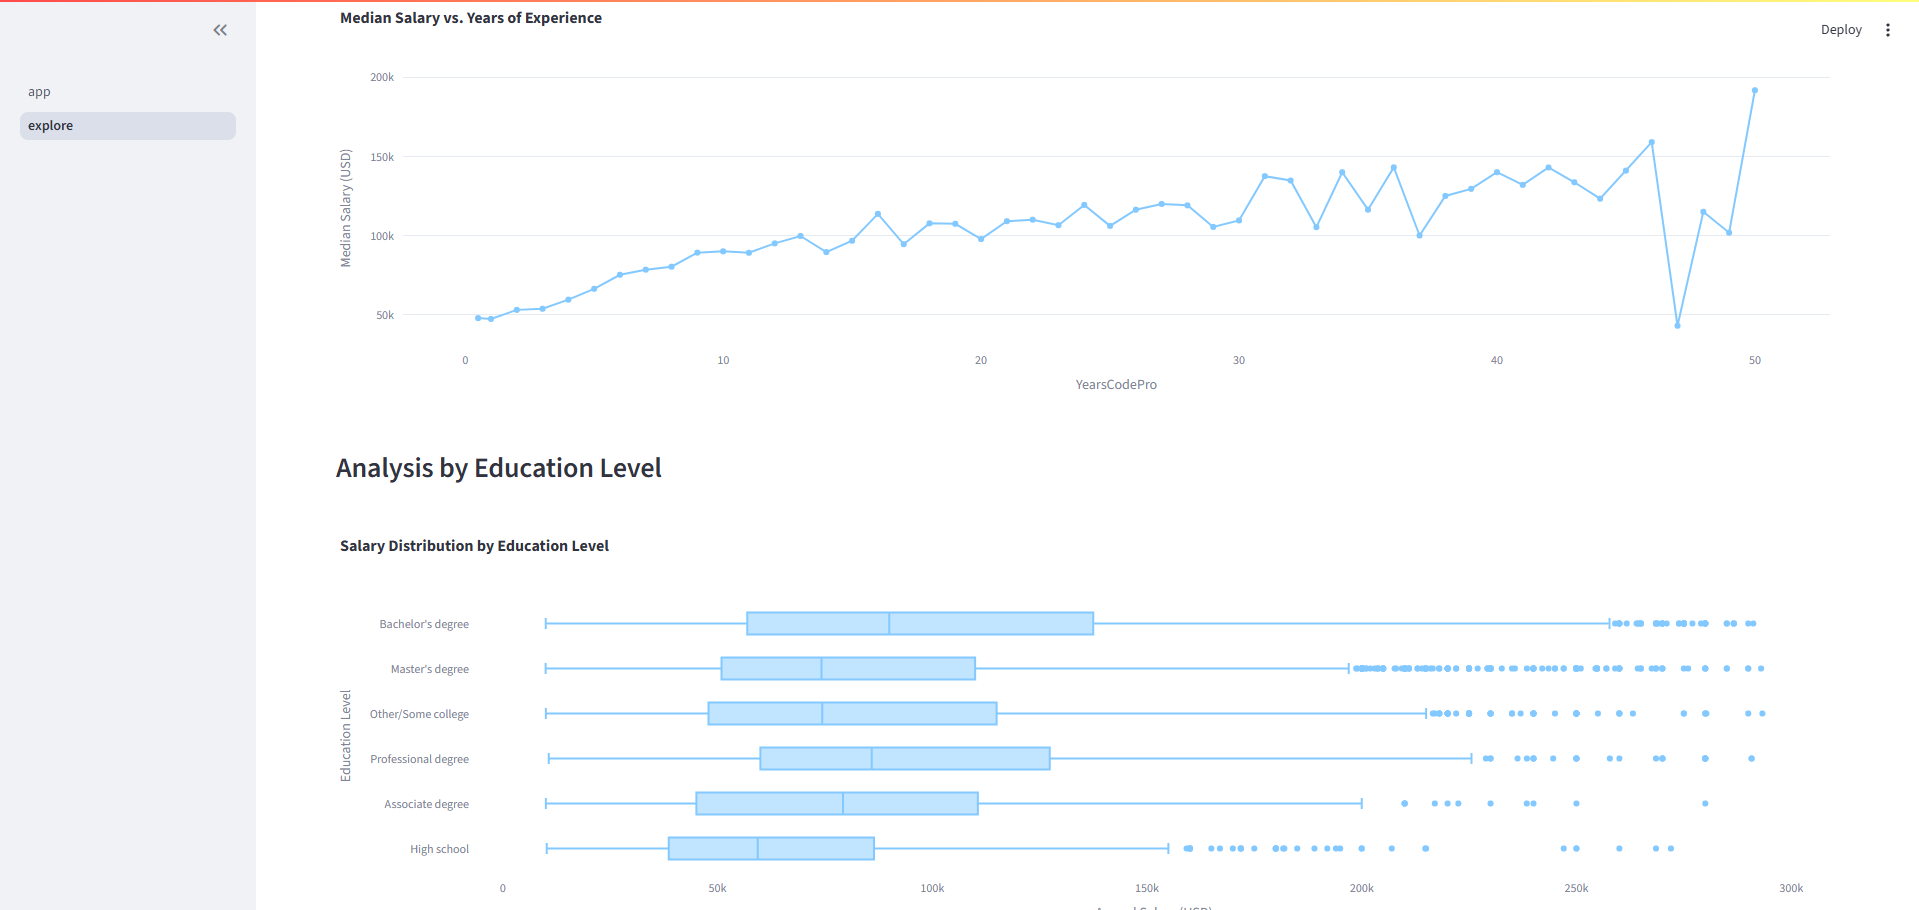 Median Salary vs. Years of Experience
Deploy
app
explore
200k
150k
100k
50k
Median Salary (USD)
0 10 20 30 40 50
YearsCodePro
Analysis by Education Level
Salary Distribution by Education Level
Education Level
Bachelor's degree
Master's degree
Other/Some college
Professional degree
Associate degree
High school
0 50k 100k 150k 200k 250k 300k